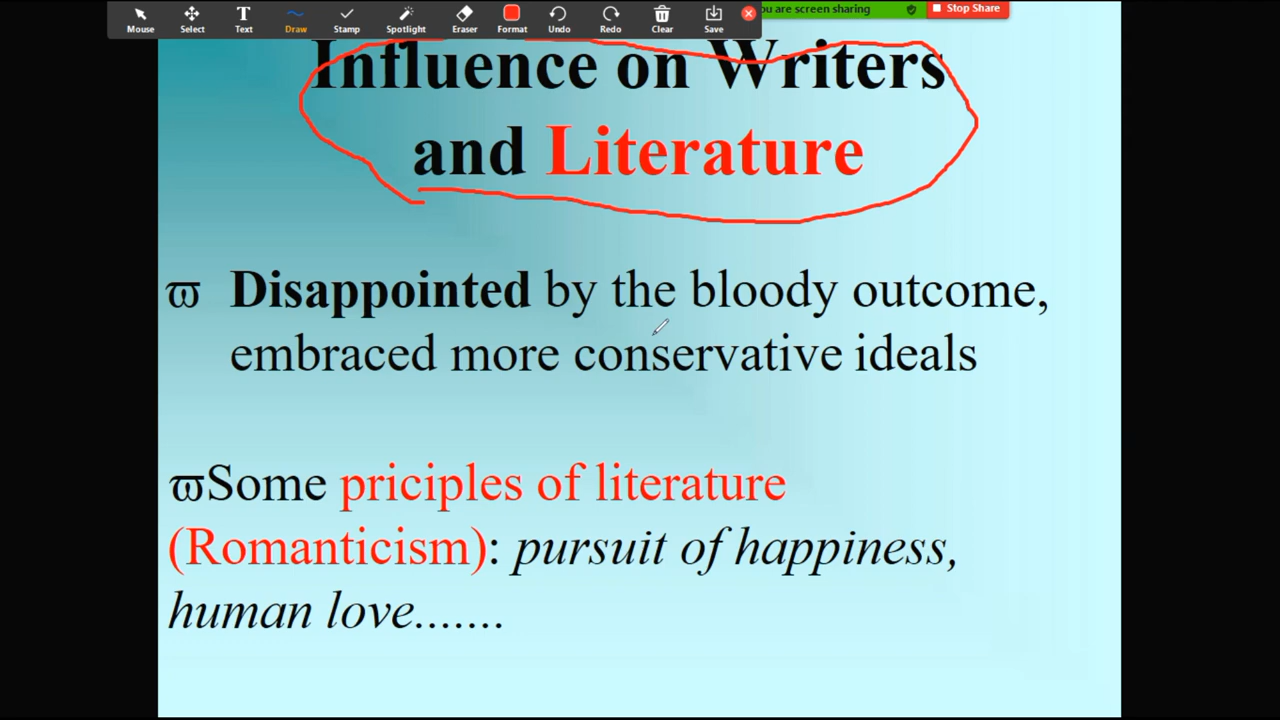 Mouse Select Text Draw Stamp Spotlight Eraser Format Undo Redo Clear Save
ou are screen sharing Stop Share
Influence on Writers
and Literature
ϖ Disappointed by the bloody outcome,
embraced more conservative ideals
ϖSome priciples of literature
(Romanticism): pursuit of happiness,
human love.......